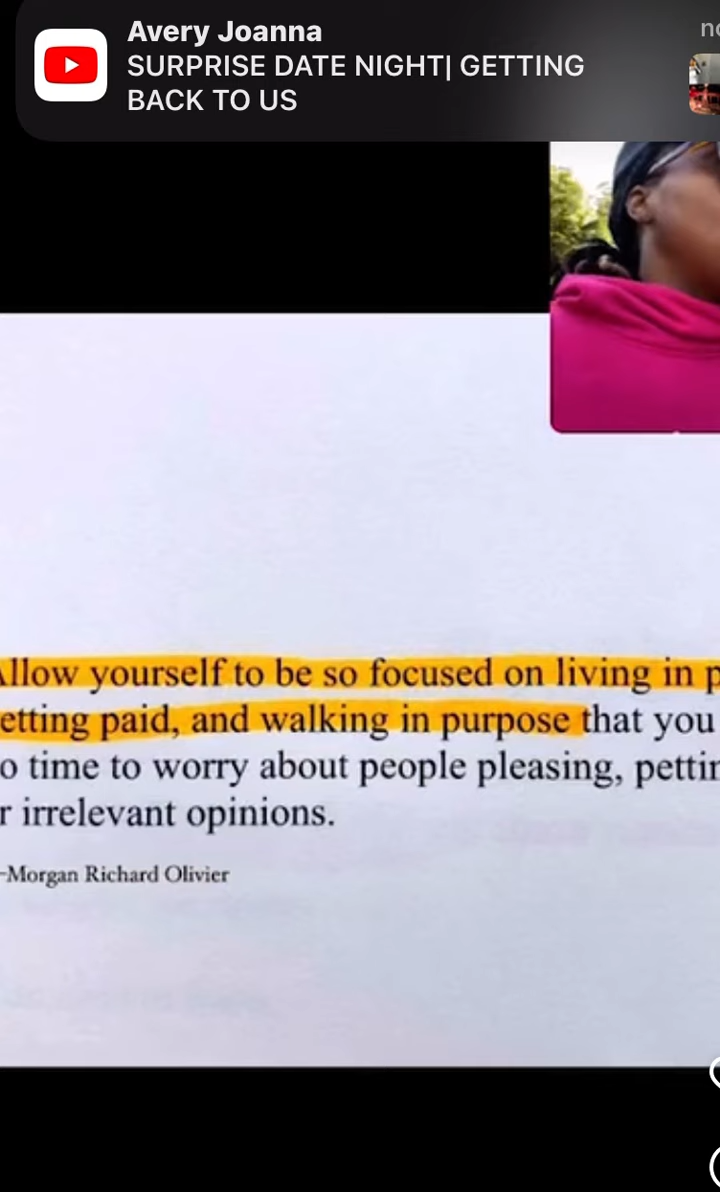 Avery Joanna
SURPRISE DATE NIGHT| GETTING
BACK TO US
no
llow yourself to be so focused on living in p
etting paid, and walking in purpose that you
o time to worry about people pleasing, pettin
r irrelevant opinions.
–Morgan Richard Olivier